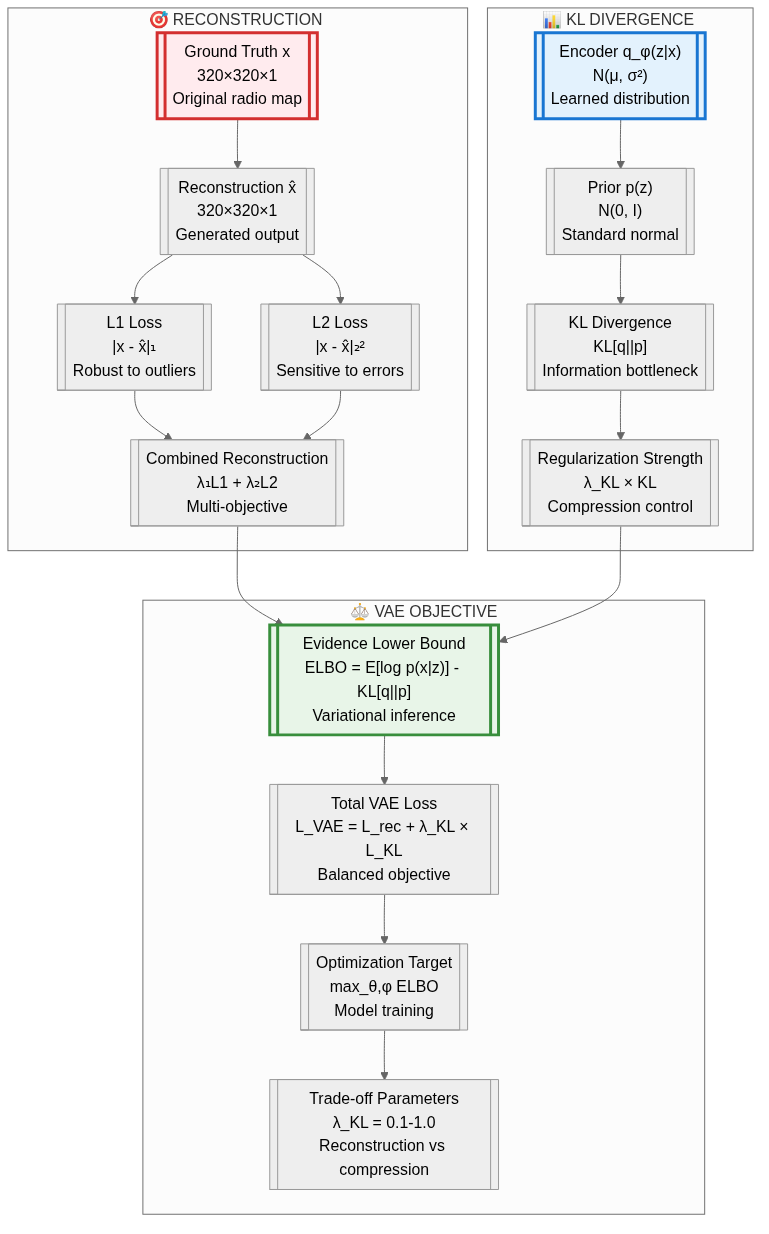 🎯 RECONSTRUCTION
Ground Truth x
320×320×1
Original radio map
Reconstruction x̂
320×320×1
Generated output
L1 Loss
|x - x̂|₁
Robust to outliers
L2 Loss
|x - x̂|₂²
Sensitive to errors
Combined Reconstruction
λ₁L1 + λ₂L2
Multi-objective
📊 KL DIVERGENCE
Encoder q_φ(z|x)
N(μ, σ²)
Learned distribution
Prior p(z)
N(0, I)
Standard normal
KL Divergence
KL[q||p]
Information bottleneck
Regularization Strength
λ_KL × KL
Compression control
⚖️ VAE OBJECTIVE
Evidence Lower Bound
ELBO = E[log p(x|z)] -
KL[q||p]
Variational inference
Total VAE Loss
L_VAE = L_rec + λ_KL ×
L_KL
Balanced objective
Optimization Target
max_θ,φ ELBO
Model training
Trade-off Parameters
λ_KL = 0.1-1.0
Reconstruction vs
compression